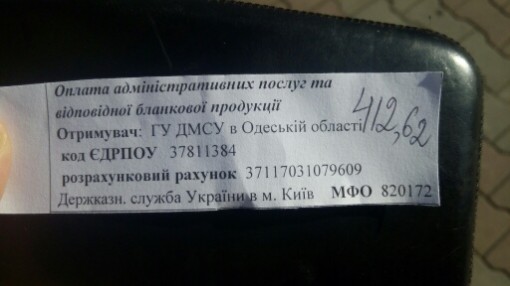 Оплата адміністративних послуг та
відповідної бланкової продукції
Отримувач: ГУ ДМСУ в Одеській області
412,62
код ЄДРПОУ 37811384
розрахунковий рахунок 37117031079609
Держказн. служба України в м. Київ МФО 820172